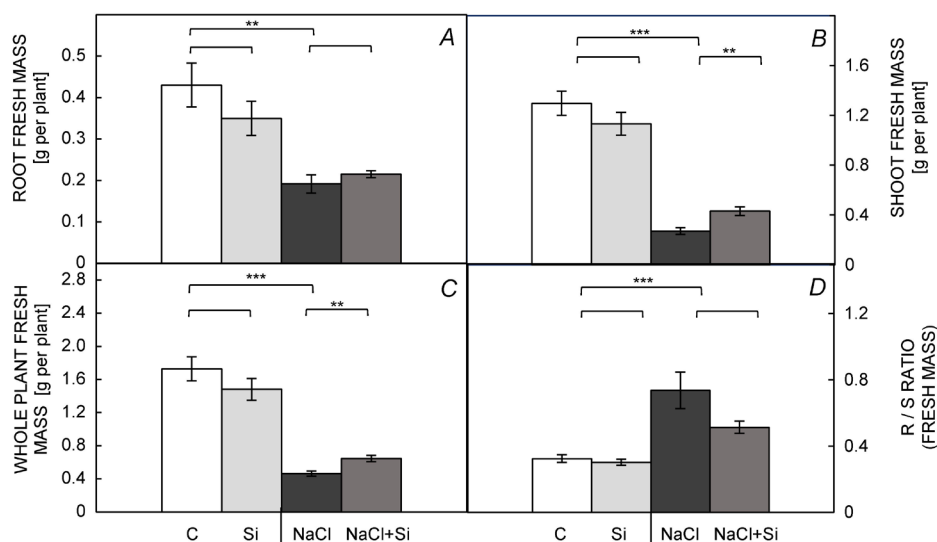 ROOT FRESH MASS
[g per plant]
0.5
0.4
0.3
0.2
0.1
0
**
A
***
**
B
1.6
1.2
0.8
0.4
0
SHOOT FRESH MASS
[g per plant]
WHOLE PLANT FRESH
MASS [g per plant]
2.8
2.4
2.0
1.6
1.2
0.8
0.4
0
***
**
C
***
D
1.2
0.8
0.4
0
R / S RATIO
(FRESH MASS)
C Si NaCl NaCl+Si
C Si NaCl NaCl+Si